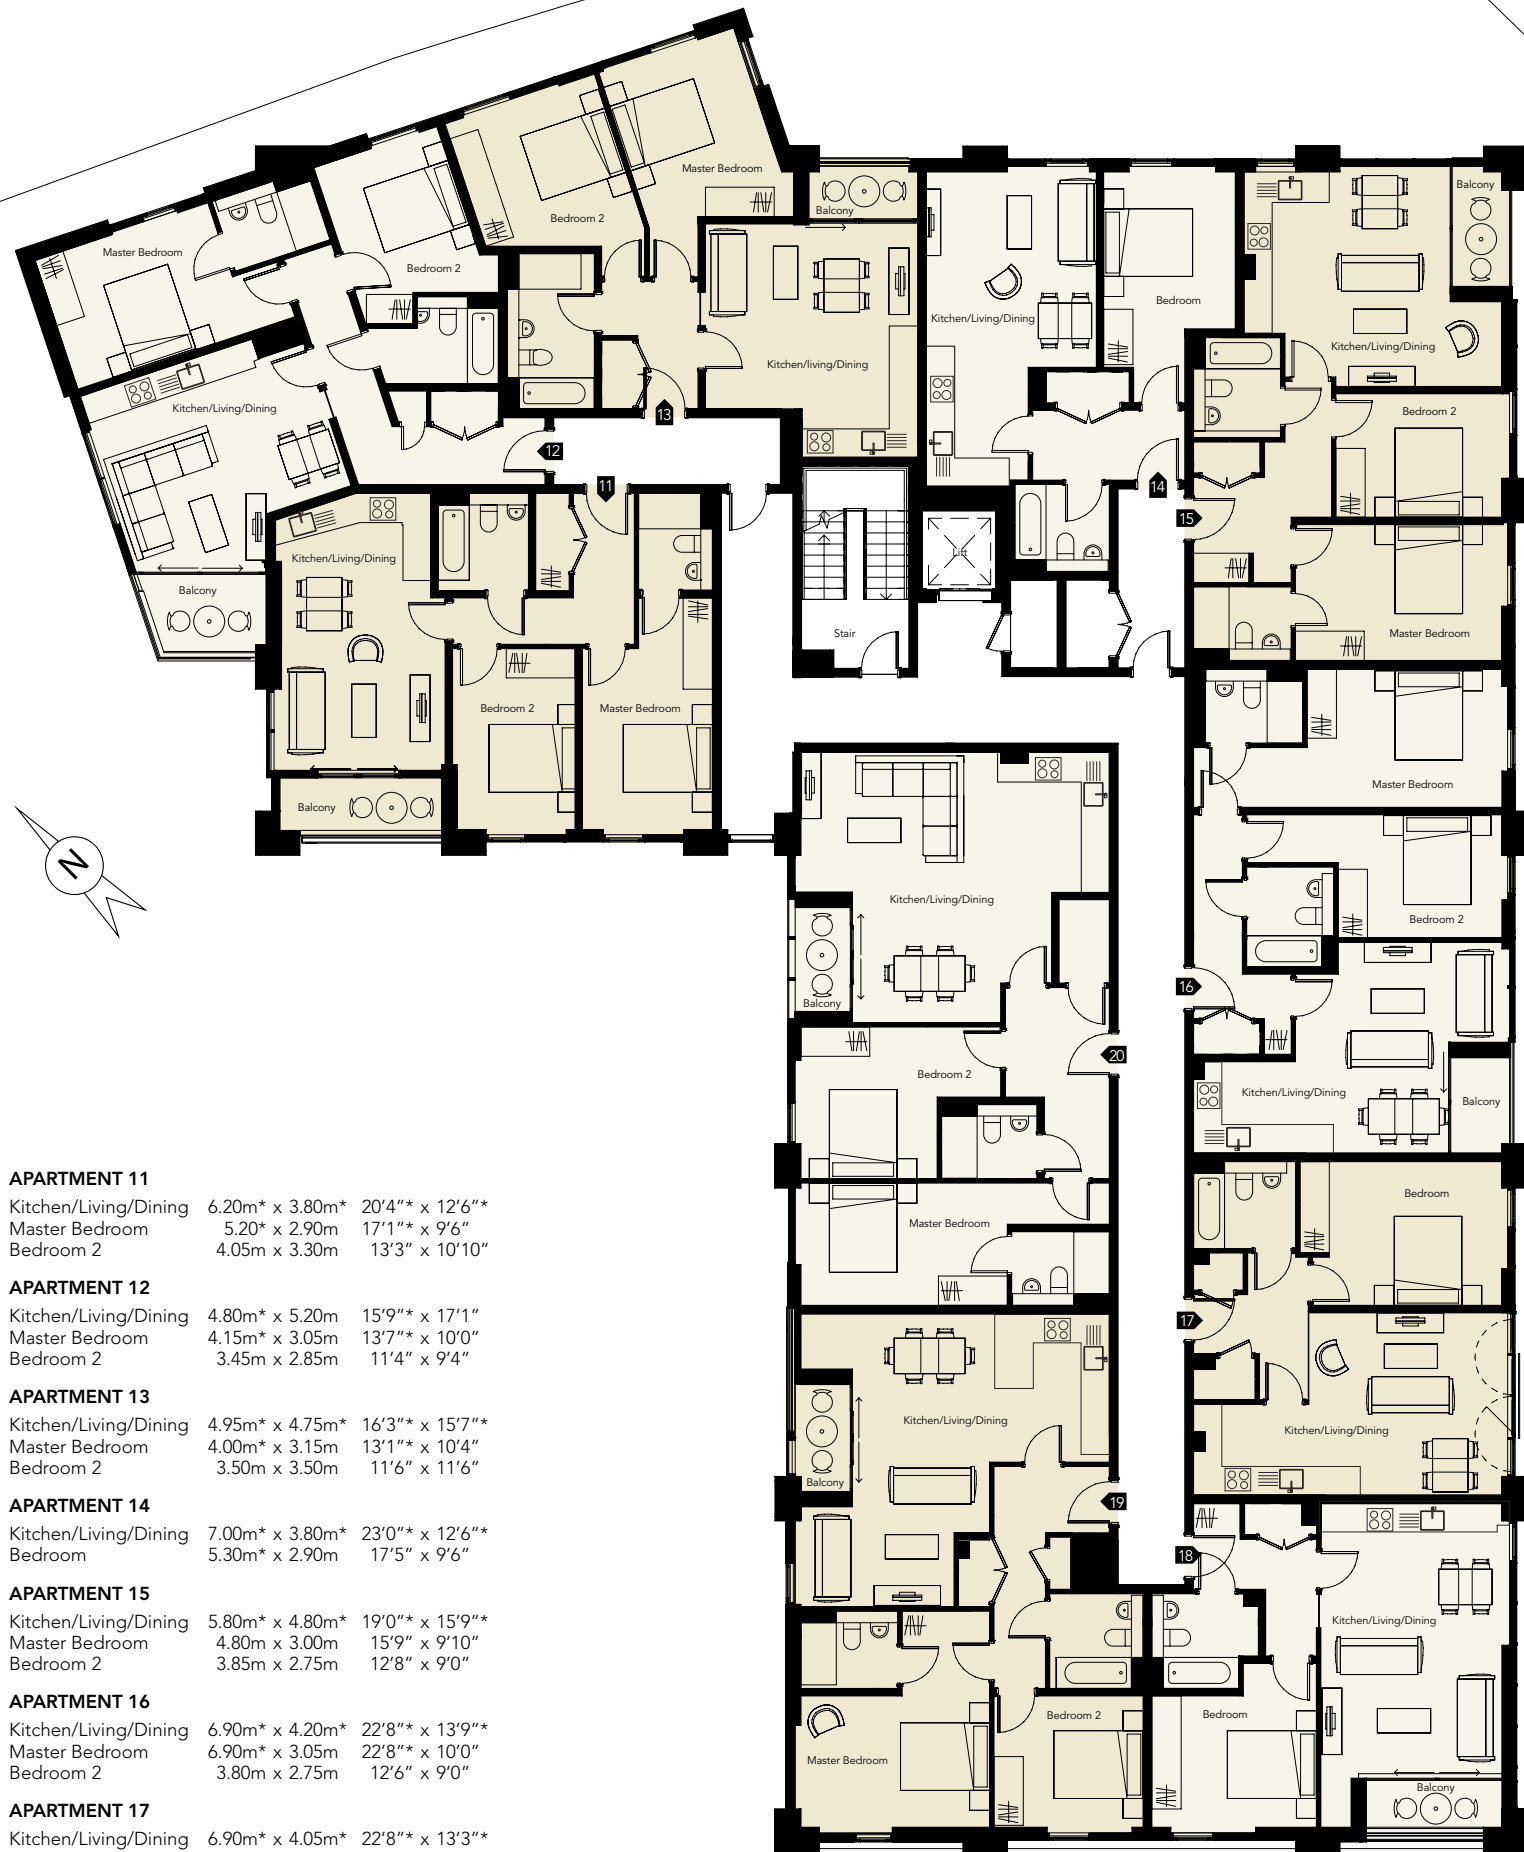 Master Bedroom
Bedroom 2
Kitchen/Living/Dining
Balcony
12
Bedroom 2
Master Bedroom
Balcony
Kitchen/living/Dining
13
Kitchen/Living/Dining
Bedroom 2
Master Bedroom
Balcony
11
Stair
Lift
Kitchen/Living/Dining
Bedroom
14
Balcony
Kitchen/Living/Dining
Bedroom 2
Master Bedroom
15
Master Bedroom
Bedroom 2
Kitchen/Living/Dining
Balcony
16
Bedroom
Kitchen/Living/Dining
17
Kitchen/Living/Dining
Bedroom
Balcony
18
Kitchen/Living/Dining
Balcony
Bedroom 2
Master Bedroom
20
Kitchen/Living/Dining
Balcony
Master Bedroom
Bedroom 2
19
N
APARTMENT 11
Kitchen/Living/Dining 6.20m* x 3.80m* 20’4”* x 12’6”*
Master Bedroom 5.20* x 2.90m 17’1”* x 9’6”
Bedroom 2 4.05m x 3.30m 13’3” x 10’10”
APARTMENT 12
Kitchen/Living/Dining 4.80m* x 5.20m 15’9”* x 17’1”
Master Bedroom 4.15m* x 3.05m 13’7”* x 10’0”
Bedroom 2 3.45m x 2.85m 11’4” x 9’4”
APARTMENT 13
Kitchen/Living/Dining 4.95m* x 4.75m* 16’3”* x 15’7”*
Master Bedroom 4.00m* x 3.15m 13’1”* x 10’4”
Bedroom 2 3.50m x 3.50m 11’6” x 11’6”
APARTMENT 14
Kitchen/Living/Dining 7.00m* x 3.80m* 23’0”* x 12’6”*
Bedroom 5.30m* x 2.90m 17’5” x 9’6”
APARTMENT 15
Kitchen/Living/Dining 5.80m* x 4.80m* 19’0”* x 15’9”*
Master Bedroom 4.80m x 3.00m 15’9” x 9’10”
Bedroom 2 3.85m x 2.75m 12’8” x 9’0”
APARTMENT 16
Kitchen/Living/Dining 6.90m* x 4.20m* 22’8”* x 13’9”*
Master Bedroom 6.90m* x 3.05m 22’8”* x 10’0”
Bedroom 2 3.80m x 2.75m 12’6” x 9’0”
APARTMENT 17
Kitchen/Living/Dining 6.90m* x 4.05m* 22’8”* x 13’3”*